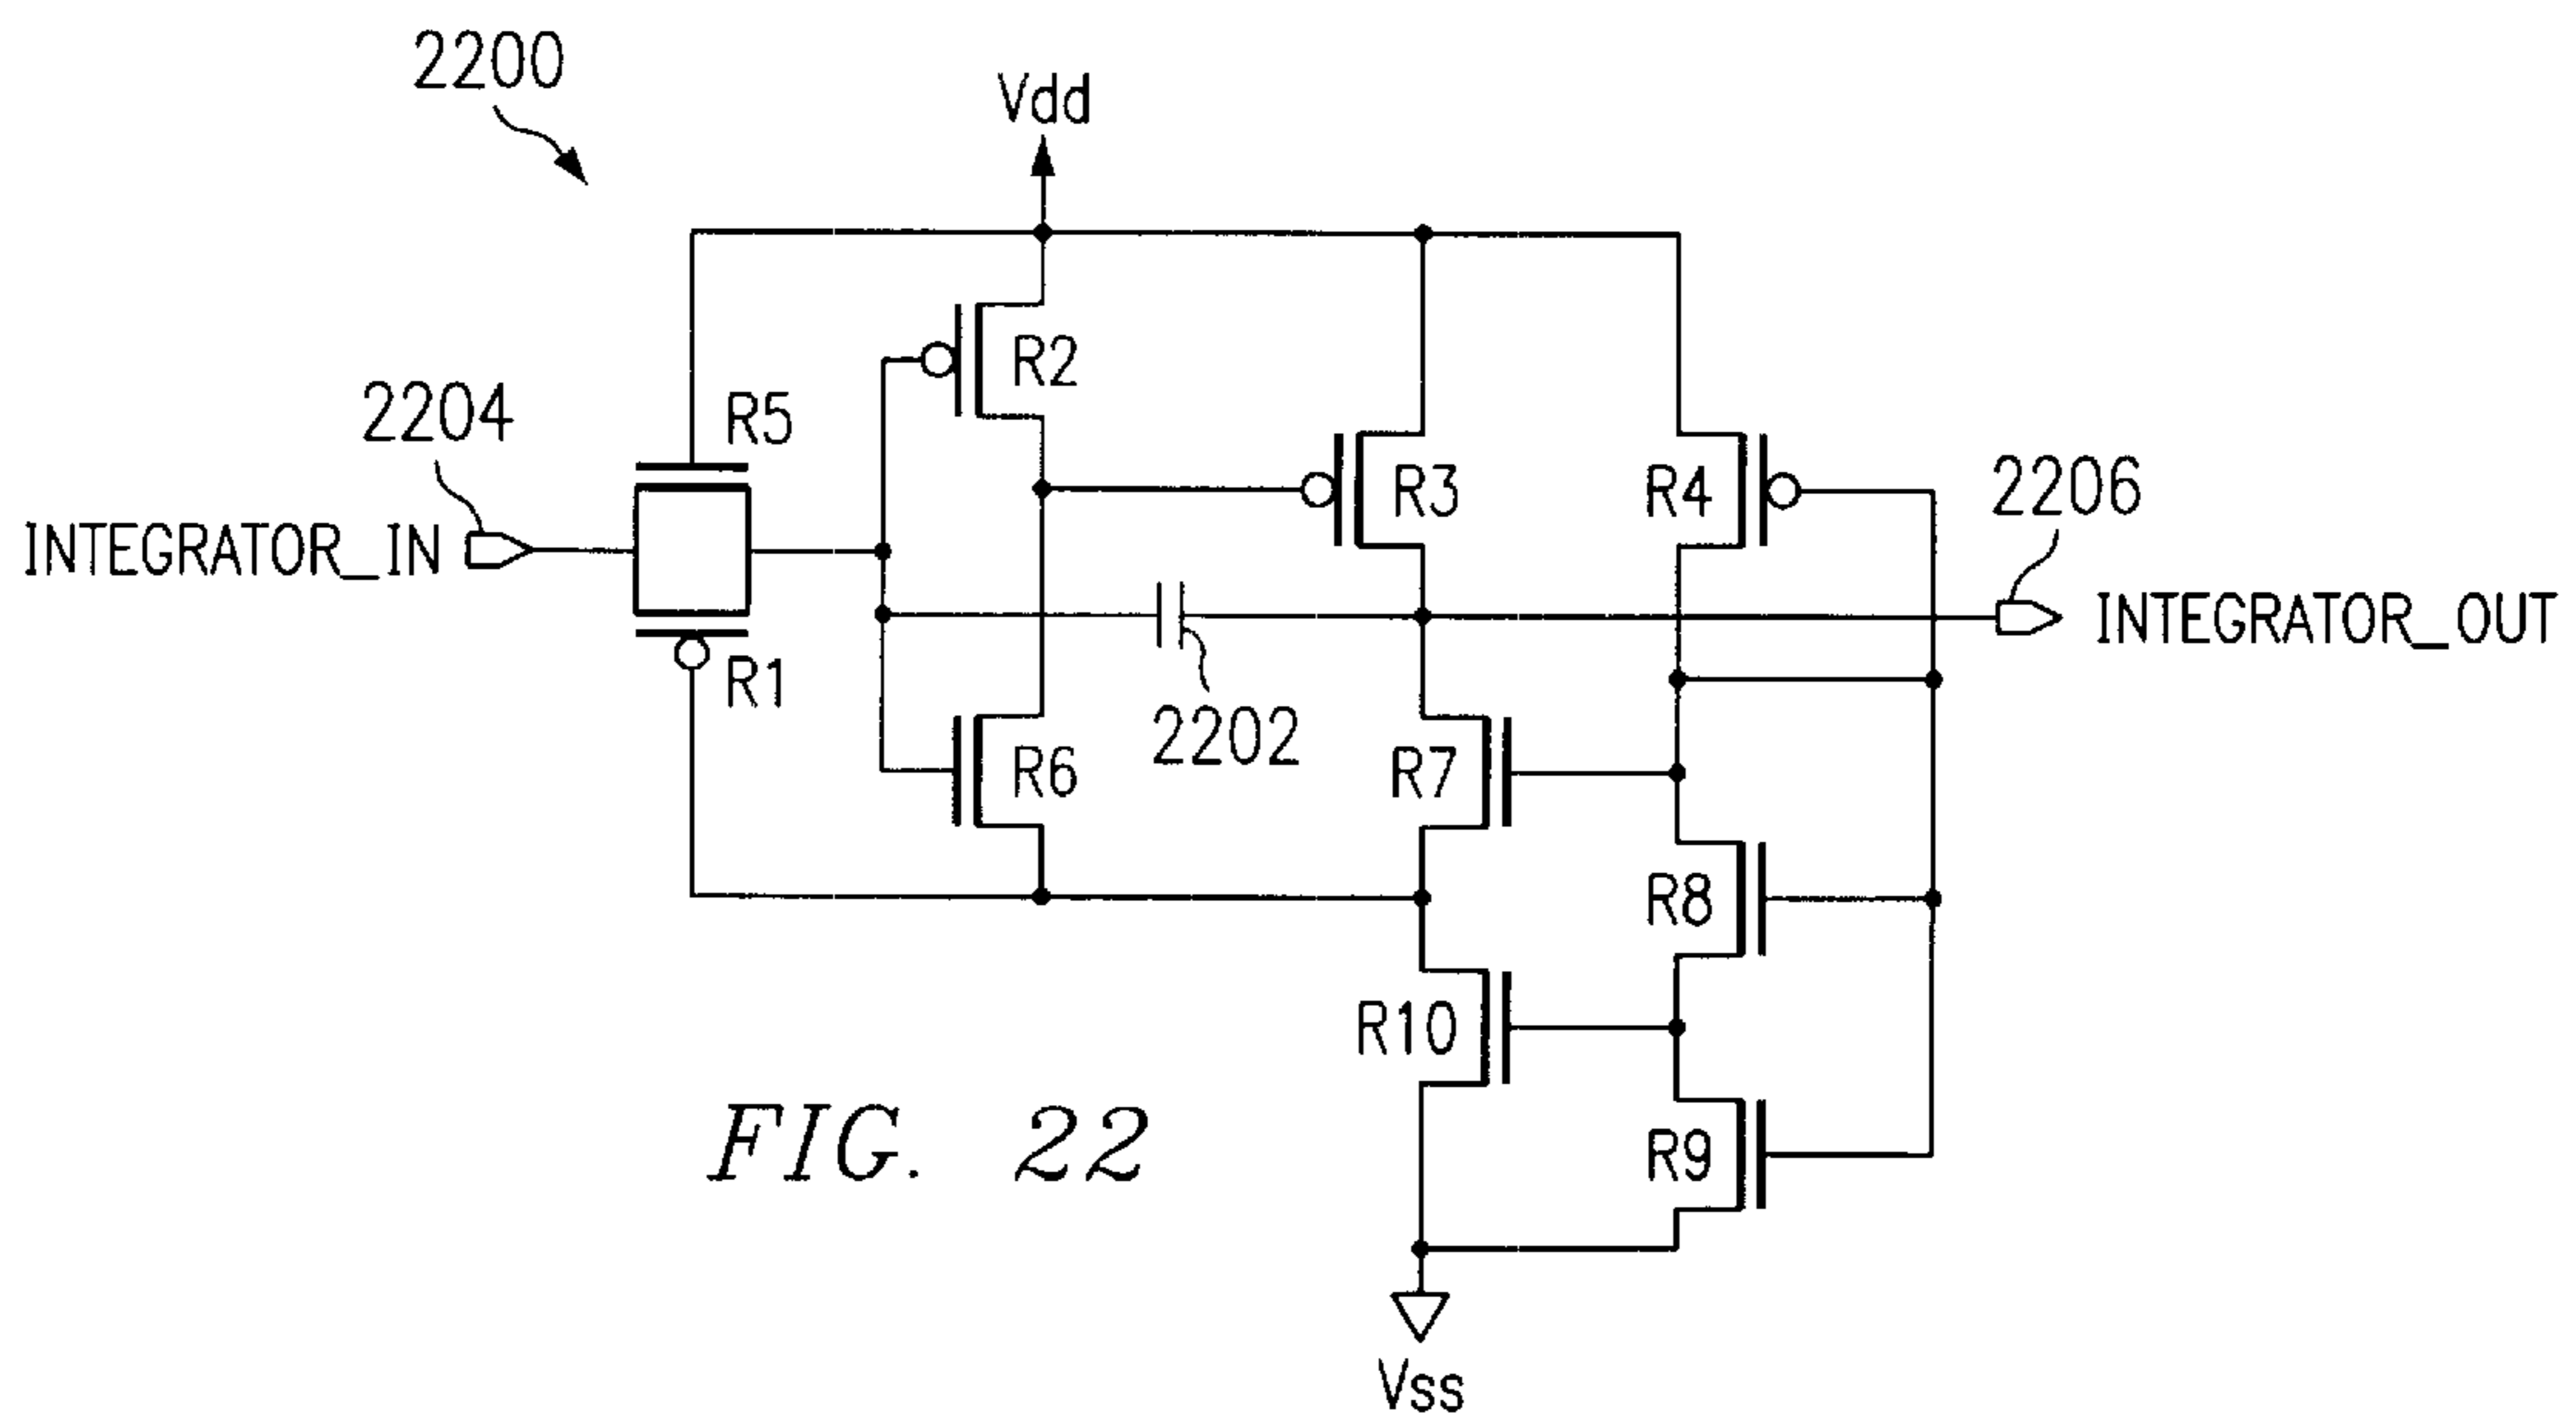 2200
Vdd
R2
2204
R5
R3
R4
2206
INTEGRATOR_IN
INTEGRATOR_OUT
R1
2202
R6
R7
R8
R10
FIG. 22
R9
Vss